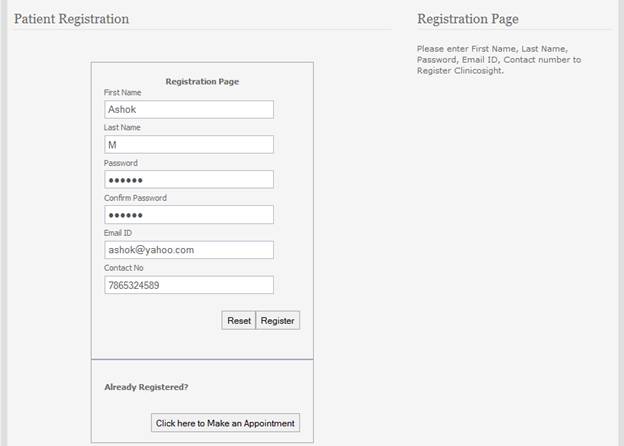 Patient Registration
Registration Page
Please enter First Name, Last Name,
Password, Email ID, Contact number to
Register Clinicosight.
Registration Page
First Name
Ashok
Last Name
M
Password
●●●●●●
Confirm Password
●●●●●●
Email ID
ashok@yahoo.com
Contact No
7865324589
Reset Register
Already Registered?
Click here to Make an Appointment